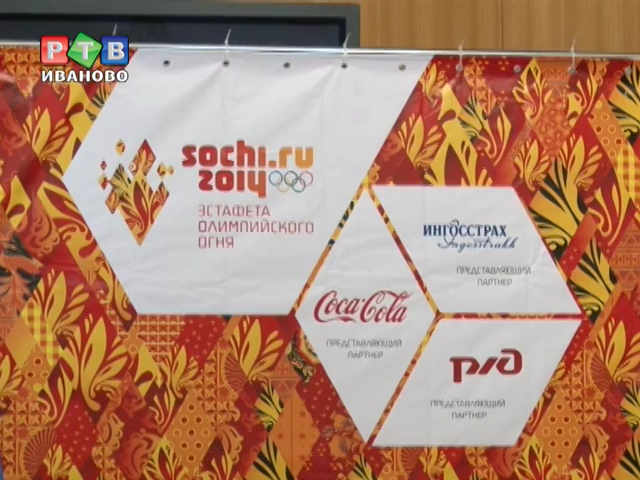 РТВ
ИВАНОВО
sochi.ru
2014
ЭСТАФЕТА
ОЛИМПИЙСКОГО
ОГНЯ
ИНГОССТРАХ
Ingosstrakh
ПРЕДСТАВЛЯЮЩИЙ
ПАРТНЕР
Coca-Cola
ПРЕДСТАВЛЯЮЩИЙ
ПАРТНЕР
ржд
ПРЕДСТАВЛЯЮЩИЙ
ПАРТНЕР